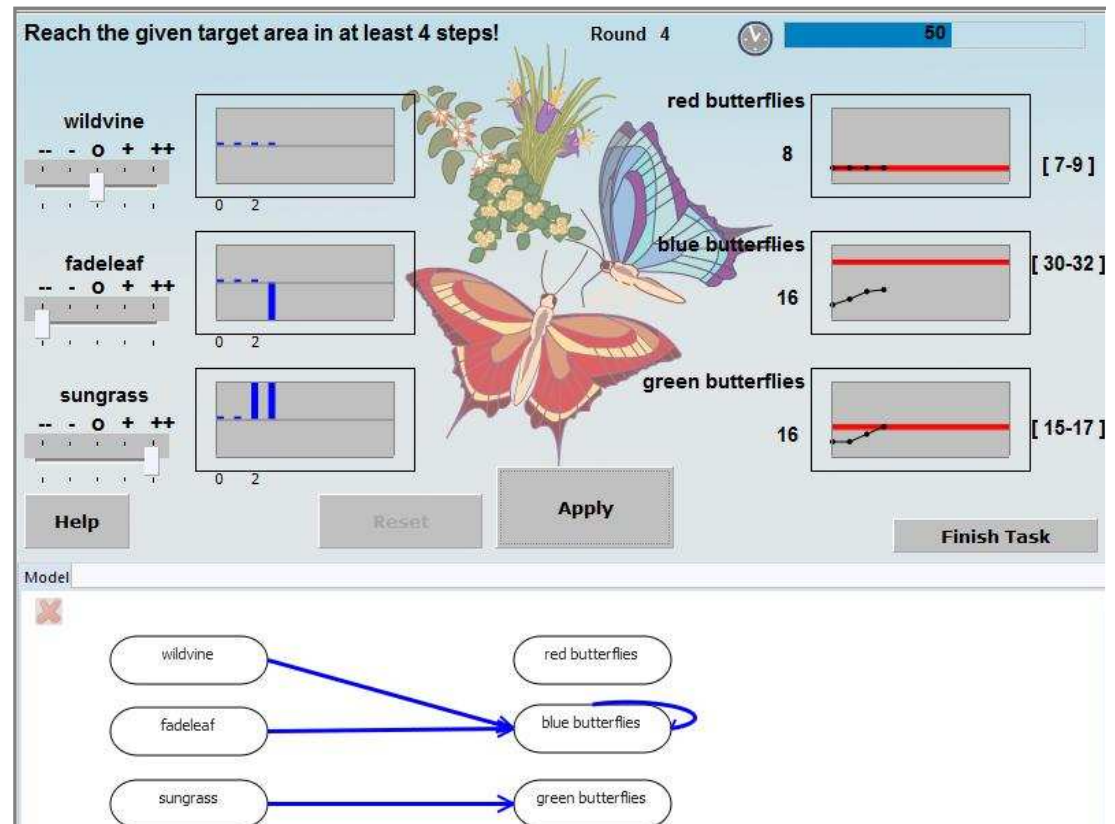 Reach the given target area in at least 4 steps!
Round 4
50
wildvine
-- - o + ++
0 2
fadeleaf
-- - o + ++
0 2
sungrass
-- - o + ++
0 2
red butterflies
8
[ 7-9 ]
blue butterflies
16
[ 30-32 ]
green butterflies
16
[ 15-17 ]
Help
Reset
Apply
Finish Task
Model
wildvine
red butterflies
fadeleaf
blue butterflies
sungrass
green butterflies